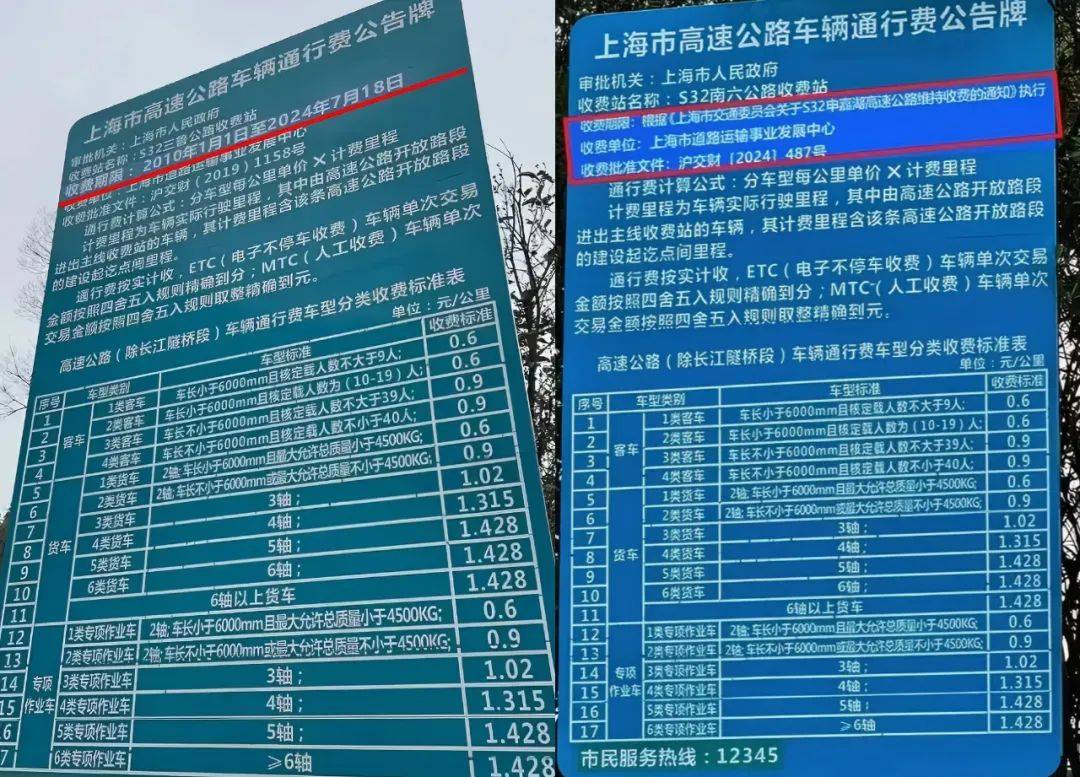 上海市高速公路车辆通行费公告牌
审批机关：上海市人民政府
收费站名称：S32三鲁公路收费站
收费期限：2010年1月1日至2024年7月18日
收费单位：上海市道路运输事业发展中心
收费批准文件：沪交财（2019）1158号
通行费计算公式：分车型每公里单价×计费里程
计费里程为车辆实际行驶里程，其中由高速公路开放路段
进出主线收费站的车辆，其计费里程含该条高速公路开放路段
的建设起讫点间里程。
通行费按实计收，ETC（电子不停车收费）车辆单次交易
金额按照四舍五入规则精确到分；MTC（人工收费）车辆单次
交易金额按照四舍五入规则取整精确到元。
高速公路（除长江隧桥段）车辆通行费车型分类收费标准表
单位：元/公里
序号 车型类别 车型标准 收费标准
1 客车 1类客车 车长小于6000mm且核定载人数不大于9人； 0.6
2 2类客车 车长小于6000mm且核定载人数为（10-19）人； 0.6
3 3类客车 车长不小于6000mm且核定载人数不大于39人； 0.9
4 4类客车 车长不小于6000mm且核定载人数不小于40人； 0.9
5 货车 1类货车 2轴；车长小于6000mm且最大允许总质量小于4500KG； 0.6
6 2类货车 2轴；车长不小于6000mm或最大允许总质量不小于4500KG； 0.9
7 3类货车 3轴； 1.02
8 4类货车 4轴； 1.315
9 5类货车 5轴； 1.428
10 6类货车 6轴； 1.428
11 6轴以上货车 1.428
12 专项作业车 1类专项作业车 2轴；车长小于6000mm且最大允许总质量小于4500KG； 0.6
13 2类专项作业车 2轴；车长不小于6000mm或最大允许总质量不小于4500KG； 0.9
14 3类专项作业车 3轴； 1.02
15 4类专项作业车 4轴； 1.315
16 5类专项作业车 5轴； 1.428
7 6类专项作业车 ≥6轴 1.428
上海市高速公路车辆通行费公告牌
审批机关：上海市人民政府
收费站名称：S32南六公路收费站
收费期限：根据《上海市交通委员会关于S32申嘉湖高速公路维持收费的通知》执行
收费单位：上海市道路运输事业发展中心
收费批准文件：沪交财［2024］487号
通行费计算公式：分车型每公里单价×计费里程
计费里程为车辆实际行驶里程，其中由高速公路开放路段
进出主线收费站的车辆，其计费里程含该条高速公路开放路段
的建设起讫点间里程。
通行费按实计收，ETC（电子不停车收费）车辆单次交易
金额按照四舍五入规则精确到分；MTC（人工收费）车辆单次
交易金额按照四舍五入规则取整精确到元。
高速公路（除长江隧桥段）车辆通行费车型分类收费标准表
单位：元/公里
序号 车型类别 车型标准 收费标准
1 客车 1类客车 车长小于6000mm且核定载人数不大于9人； 0.6
2 2类客车 车长小于6000mm且核定载人数为（10-19）人； 0.6
3 3类客车 车长不小于6000mm且核定载人数不大于39人； 0.9
4 4类客车 车长不小于6000mm且核定载人数不小于40人； 0.9
5 货车 1类货车 2轴；车长小于6000mm且最大允许总质量小于4500KG； 0.6
6 2类货车 2轴；车长不小于6000mm或最大允许总质量不小于4500KG； 0.9
7 3类货车 3轴； 1.02
8 4类货车 4轴； 1.315
9 5类货车 5轴； 1.428
10 6类货车 6轴； 1.428
11 6轴以上货车 1.428
12 专项作业车 1类专项作业车 2轴；车长小于6000mm且最大允许总质量小于4500KG； 0.6
13 2类专项作业车 2轴；车长不小于6000mm或最大允许总质量不小于4500KG； 0.9
14 3类专项作业车 3轴； 1.02
15 4类专项作业车 4轴； 1.315
16 5类专项作业车 5轴； 1.428
17 6类专项作业车 ≥6轴 1.428
市民服务热线：12345